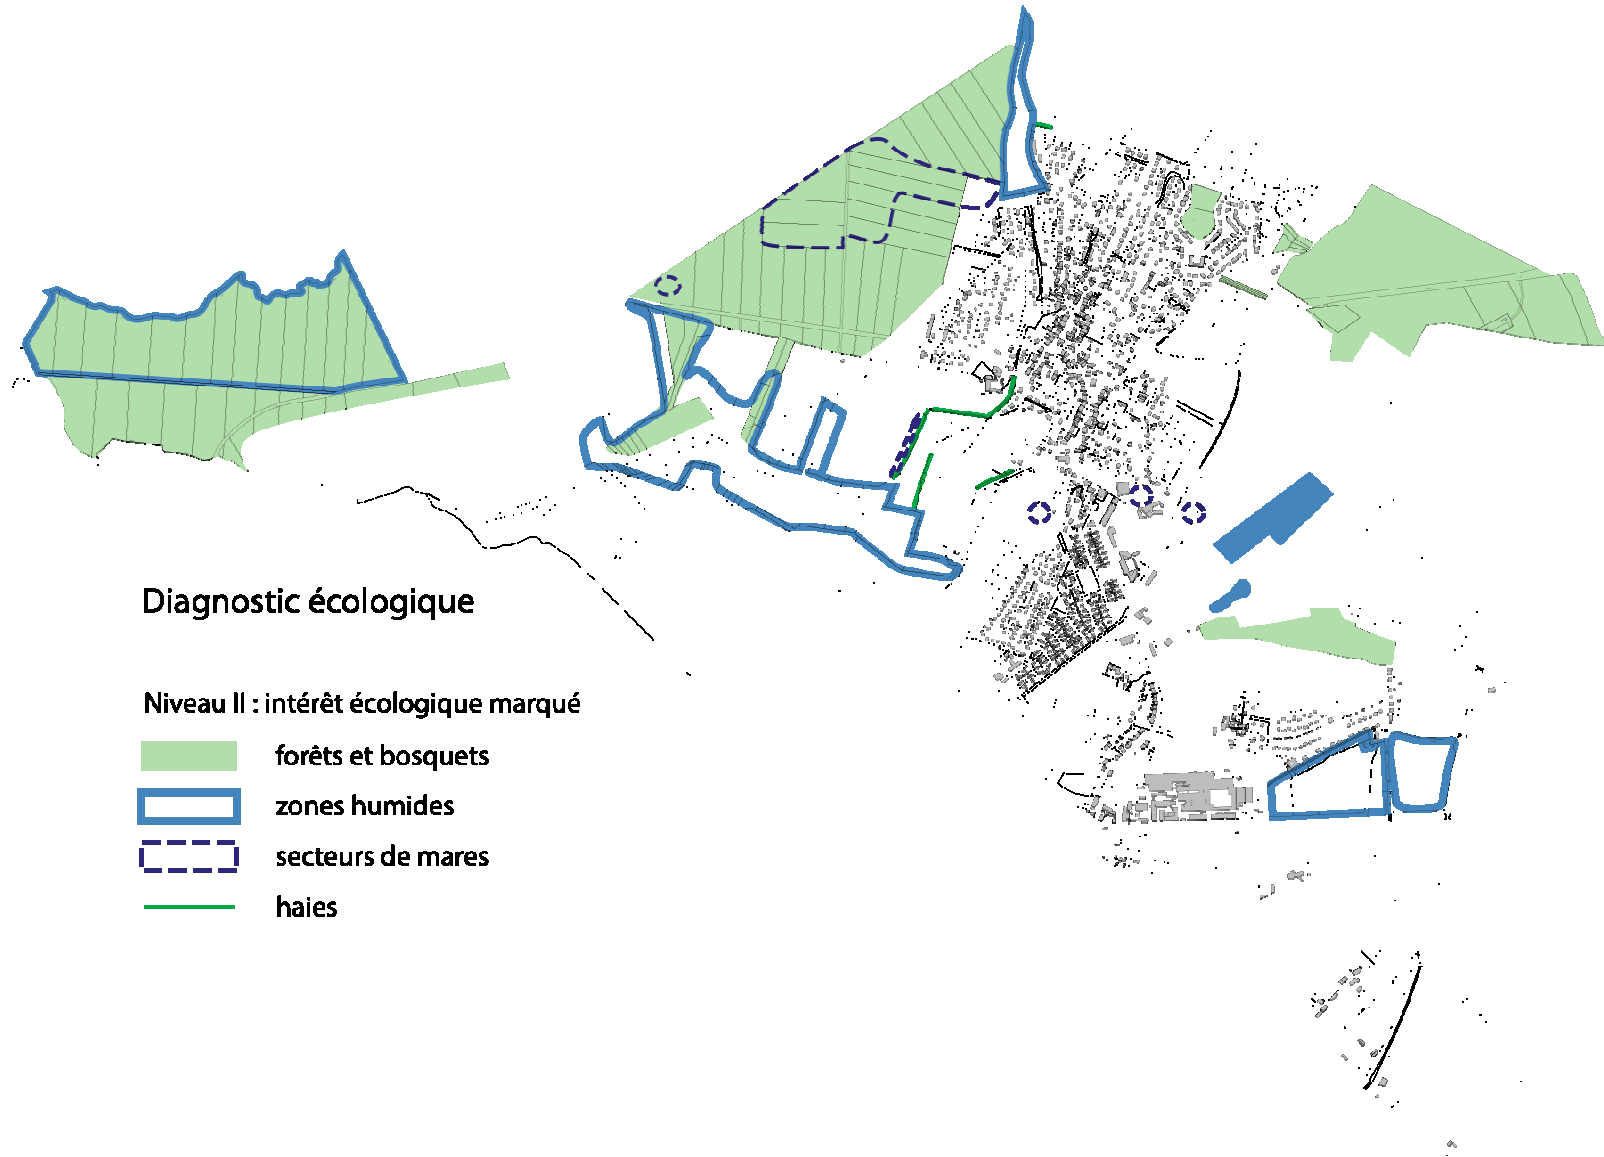 Diagnostic écologique
Niveau II : intérêt écologique marqué
forêts et bosquets
zones humides
secteurs de mares
haies